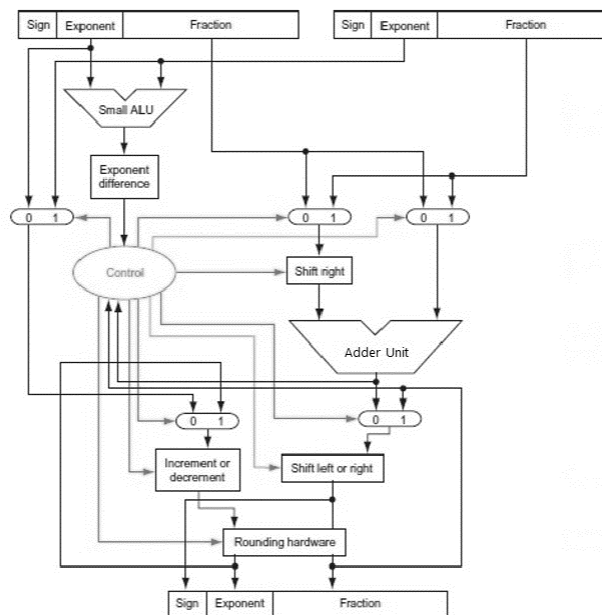 Sign Exponent Fraction Sign Exponent Fraction
Small ALU
Exponent
difference
0 1
0 1
0 1
Control
Shift right
Adder Unit
0 1
0 1
Increment or
decrement
Shift left or right
Rounding hardware
Sign Exponent Fraction